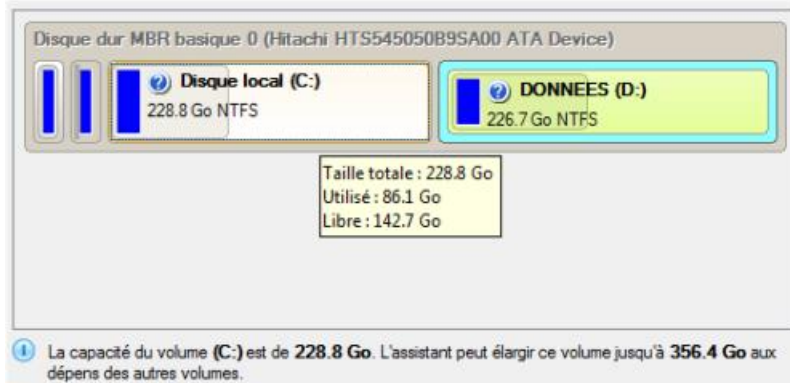 Disque dur MBR basique 0 (Hitachi HTS545050B9SA00 ATA Device)
Disque local (C:)
228.8 Go NTFS
DONNEES (D:)
226.7 Go NTFS
Taille totale : 228.8 Go
Utilisé : 86.1 Go
Libre : 142.7 Go
La capacité du volume (C:) est de 228.8 Go. L'assistant peut élargir ce volume jusqu'à 356.4 Go aux
dépens des autres volumes.